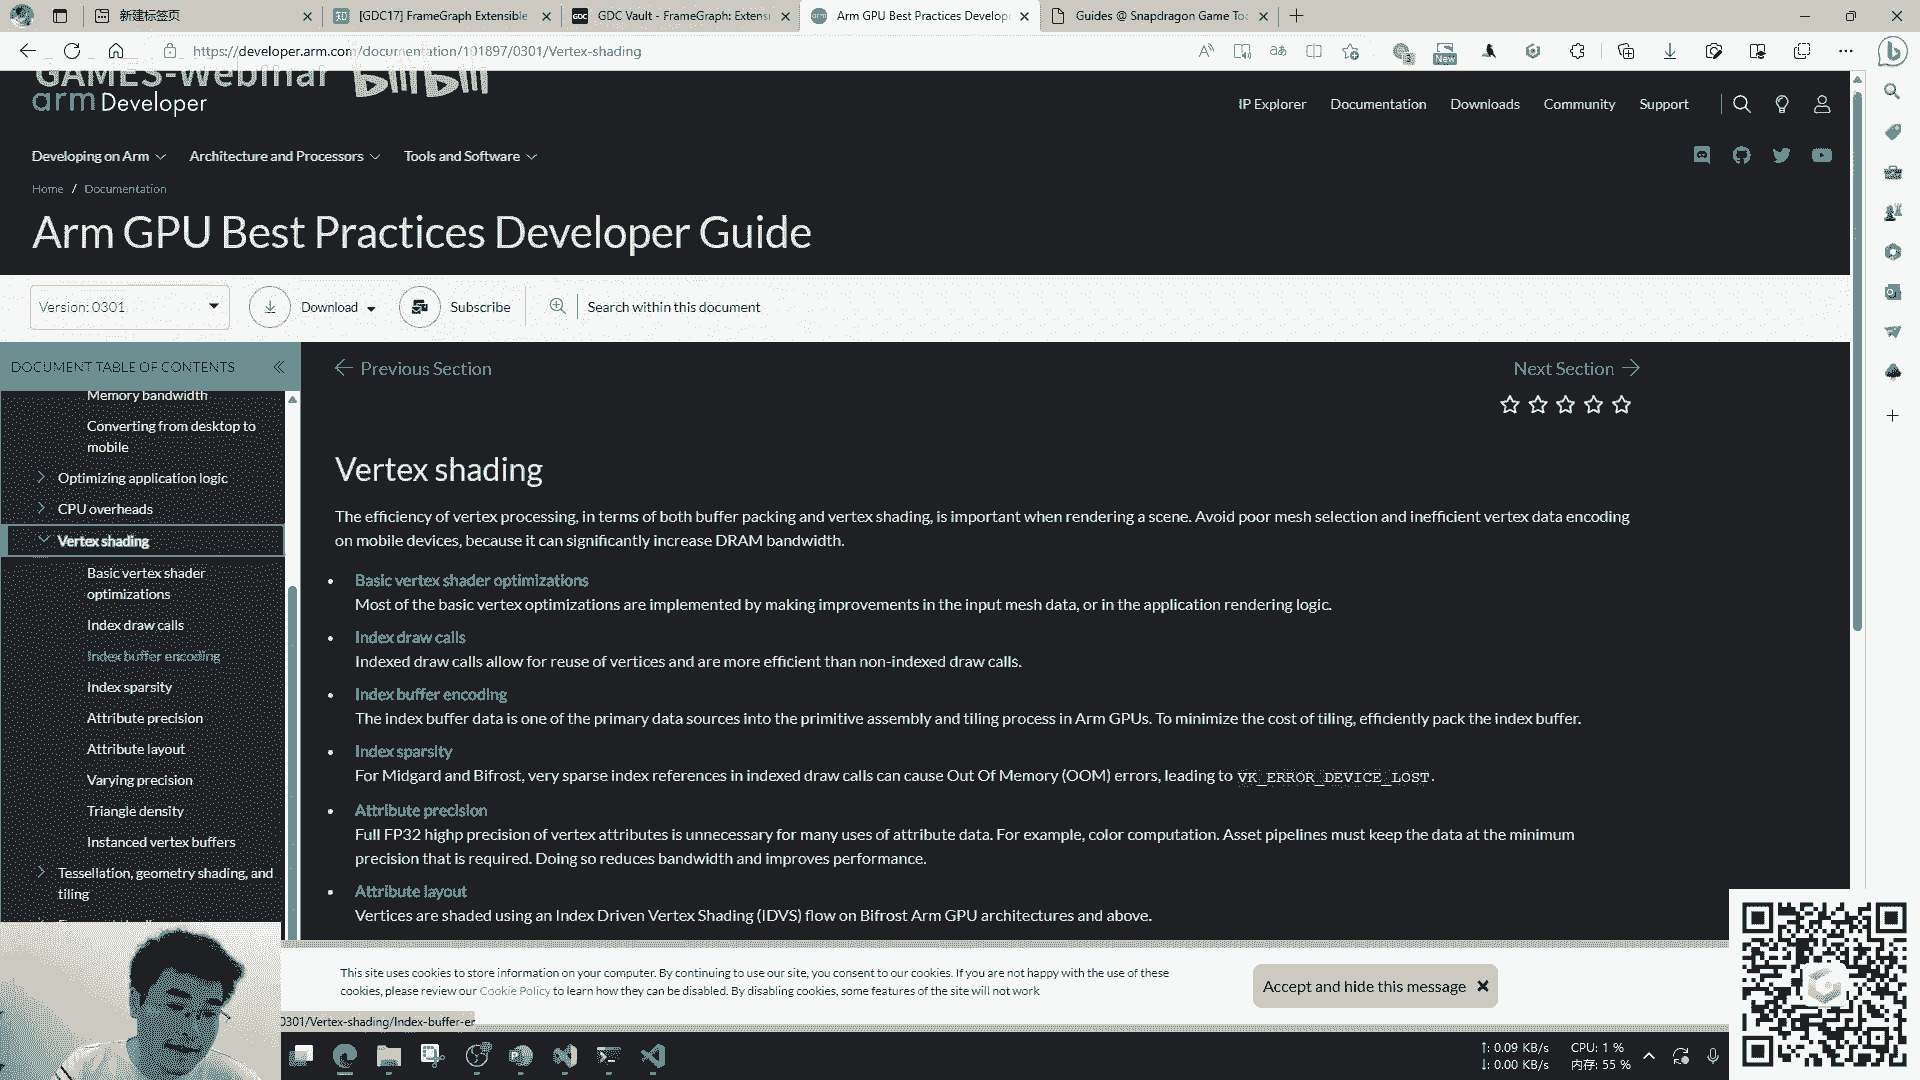 新建标签页
[GDC17] FrameGraph Extensible
GDC Vault - FrameGraph: Extens
Arm GPU Best Practices Develop
Guides @ Snapdragon Game Too
https://developer.arm.com/documentation/101897/0301/Vertex-shading
New
GAMES-Webinar bilibili
arm Developer
IP Explorer
Documentation
Downloads
Community
Support
Developing on Arm
Architecture and Processors
Tools and Software
Home / Documentation
Arm GPU Best Practices Developer Guide
Version: 0301
Download
Subscribe
Search within this document
DOCUMENT TABLE OF CONTENTS
Memory bandwidth
Converting from desktop to
mobile
Optimizing application logic
CPU overheads
Vertex shading
Basic vertex shader
optimizations
Index draw calls
Index buffer encoding
Index sparsity
Attribute precision
Attribute layout
Varying precision
Triangle density
Instanced vertex buffers
Tessellation, geometry shading, and
tiling
Previous Section
Next Section
Vertex shading
The efficiency of vertex processing, in terms of both buffer packing and vertex shading, is important when rendering a scene. Avoid poor mesh selection and inefficient vertex data encoding
on mobile devices, because it can significantly increase DRAM bandwidth.
• Basic vertex shader optimizations
Most of the basic vertex optimizations are implemented by making improvements in the input mesh data, or in the application rendering logic.
• Index draw calls
Indexed draw calls allow for reuse of vertices and are more efficient than non-indexed draw calls.
• Index buffer encoding
The index buffer data is one of the primary data sources into the primitive assembly and tiling process in Arm GPUs. To minimize the cost of tiling, efficiently pack the index buffer.
• Index sparsity
For Midgard and Bifrost, very sparse index references in indexed draw calls can cause Out Of Memory (OOM) errors, leading to VK_ERROR_DEVICE_LOST.
• Attribute precision
Full FP32 highp precision of vertex attributes is unnecessary for many uses of attribute data. For example, color computation. Asset pipelines must keep the data at the minimum
precision that is required. Doing so reduces bandwidth and improves performance.
• Attribute layout
Vertices are shaded using an Index Driven Vertex Shading (IDVS) flow on Bifrost Arm GPU architectures and above.
This site uses cookies to store information on your computer. By continuing to use our site, you consent to our cookies. If you are not happy with the use of these
cookies, please review our Cookie Policy to learn how they can be disabled. By disabling cookies, some features of the site will not work
Accept and hide this message
0301/Vertex-shading/Index-buffer-er
↑: 0.09 KB/s
↓: 0.00 KB/s
CPU: 1 %
内存: 55 %